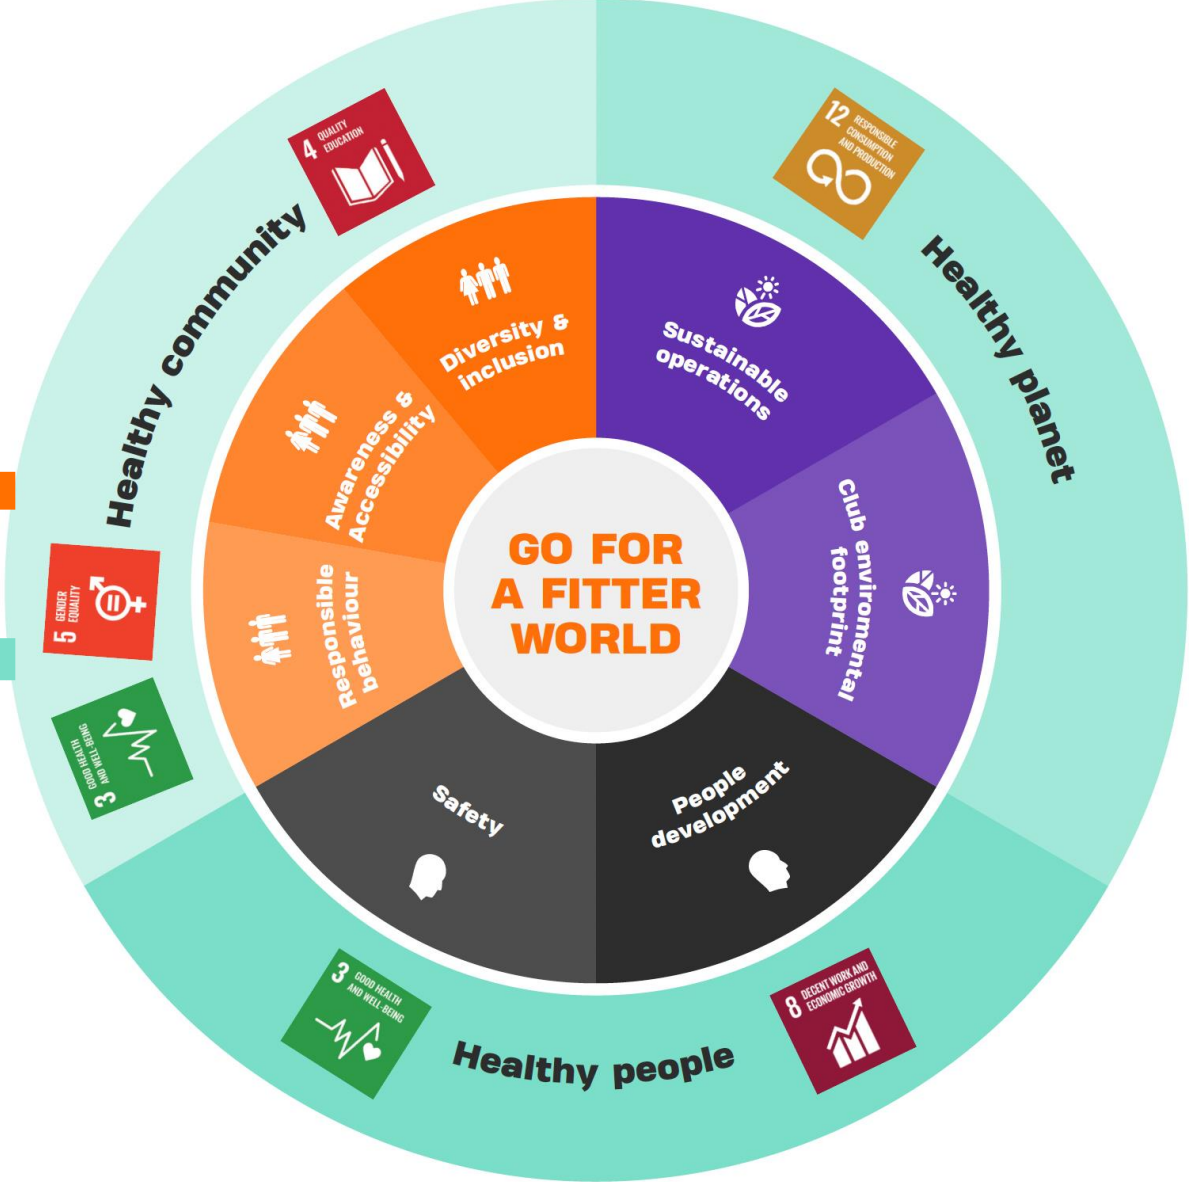 GO FOR
A FITTER
WORLD
Healthy community
4 QUALITY
EDUCATION
5 GENDER
EQUALITY
3 GOOD HEALTH
AND WELL-BEING
Diversity &
inclusion
Awareness &
Accessibility
Responsible
behaviour
Healthy planet
12 RESPONSIBLE
CONSUMPTION
AND PRODUCTION
Sustainable
operations
Club enviromental
footprint
Healthy people
3 GOOD HEALTH
AND WELL-BEING
8 DECENT WORK AND
ECONOMIC GROWTH
Safety
People
development